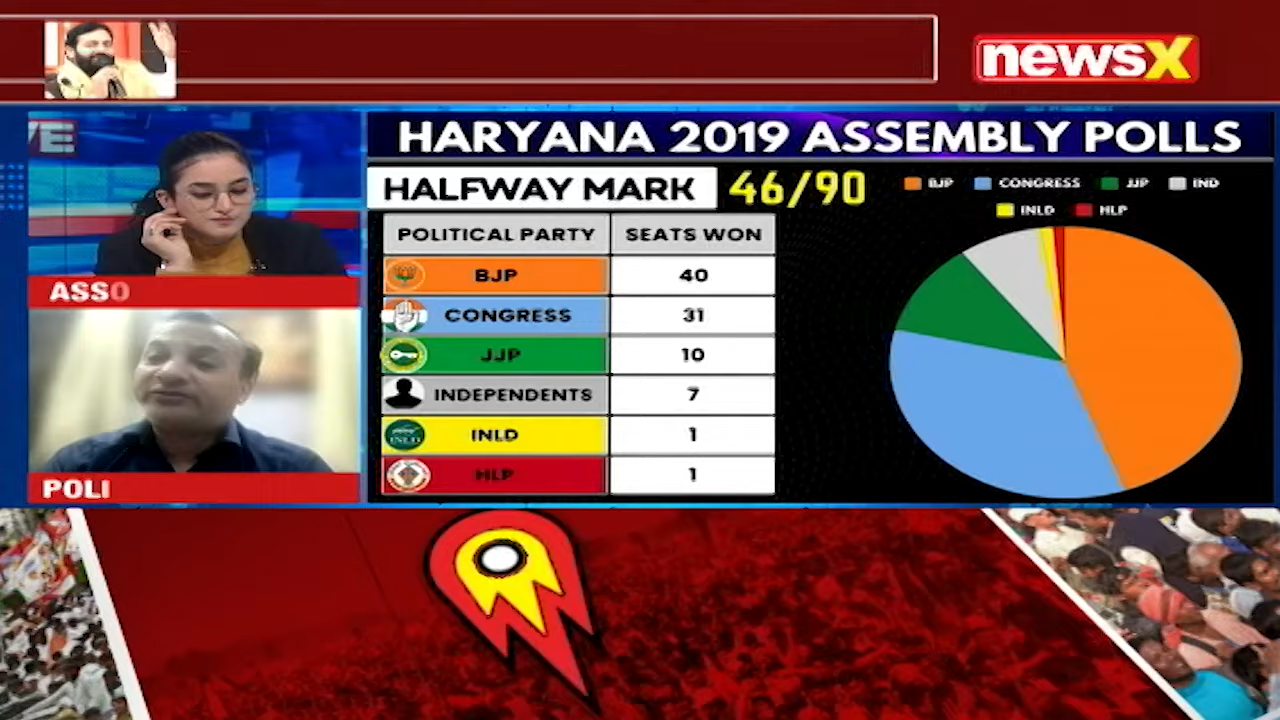 newsX
VE
HARYANA 2019 ASSEMBLY POLLS
HALFWAY MARK 46/90
BJP CONGRESS JJP IND
INLD HLP
POLITICAL PARTY SEATS WON
BJP 40
CONGRESS 31
JJP 10
INDEPENDENTS 7
INLD 1
HLP 1
ASSO
POLI